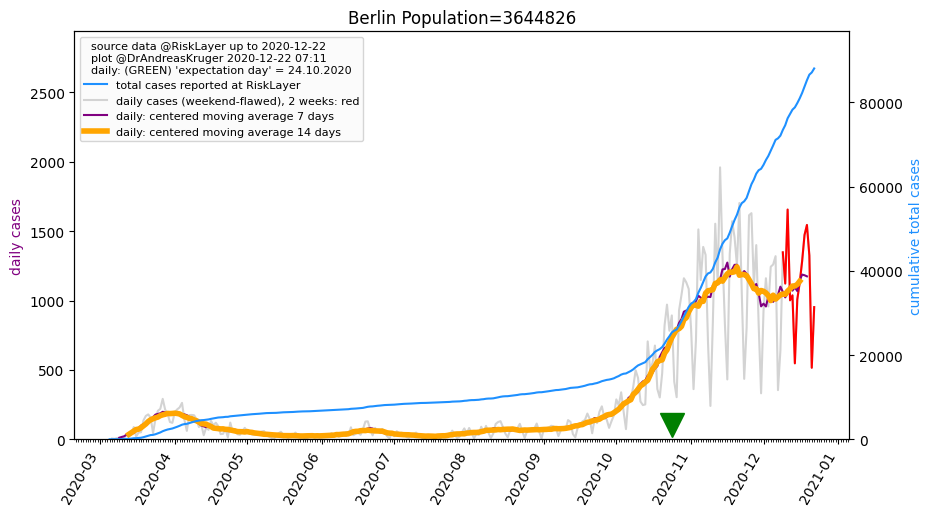 Berlin Population=3644826
source data @RiskLayer up to 2020-12-22
plot @DrAndreasKruger 2020-12-22 07:11
daily: (GREEN) 'expectation day' = 24.10.2020
total cases reported at RiskLayer
daily cases (weekend-flawed), 2 weeks: red
daily: centered moving average 7 days
daily: centered moving average 14 days
daily cases
2500
2000
1500
1000
500
0
80000
60000
40000
20000
0
cumulative total cases
2020-03
2020-04
2020-05
2020-06
2020-07
2020-08
2020-09
2020-10
2020-11
2020-12
2021-01